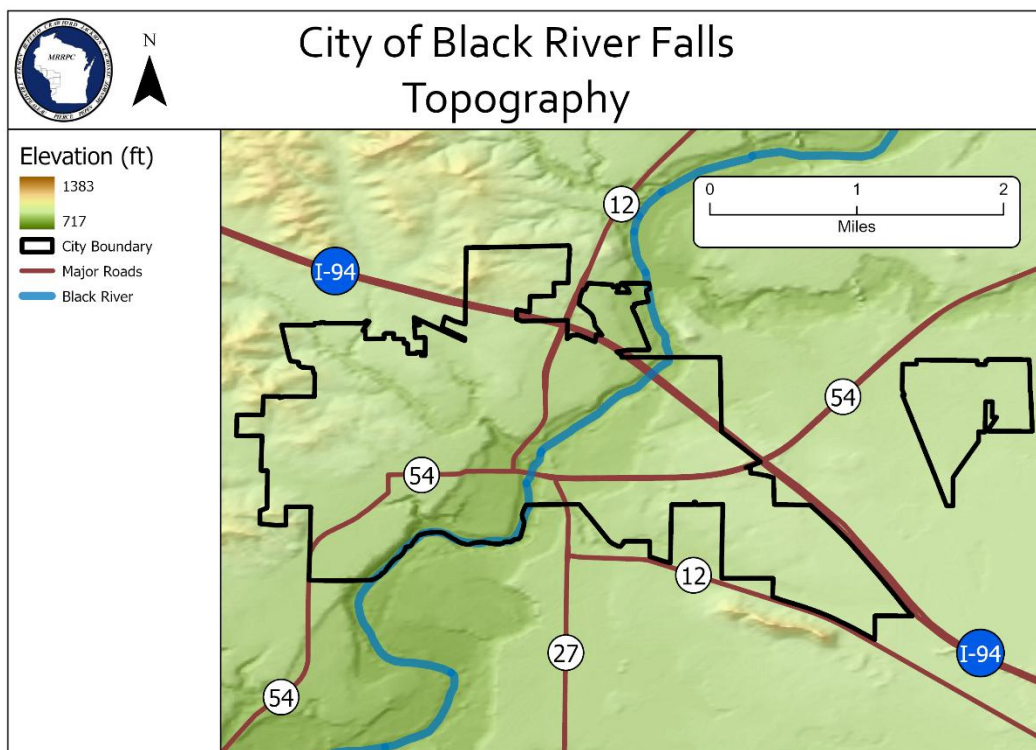 MRRPC
N
City of Black River Falls
Topography
Elevation (ft)
1383
717
City Boundary
Major Roads
Black River
0 1 2
Miles
12
I-94
54
54
12
27
I-94
54